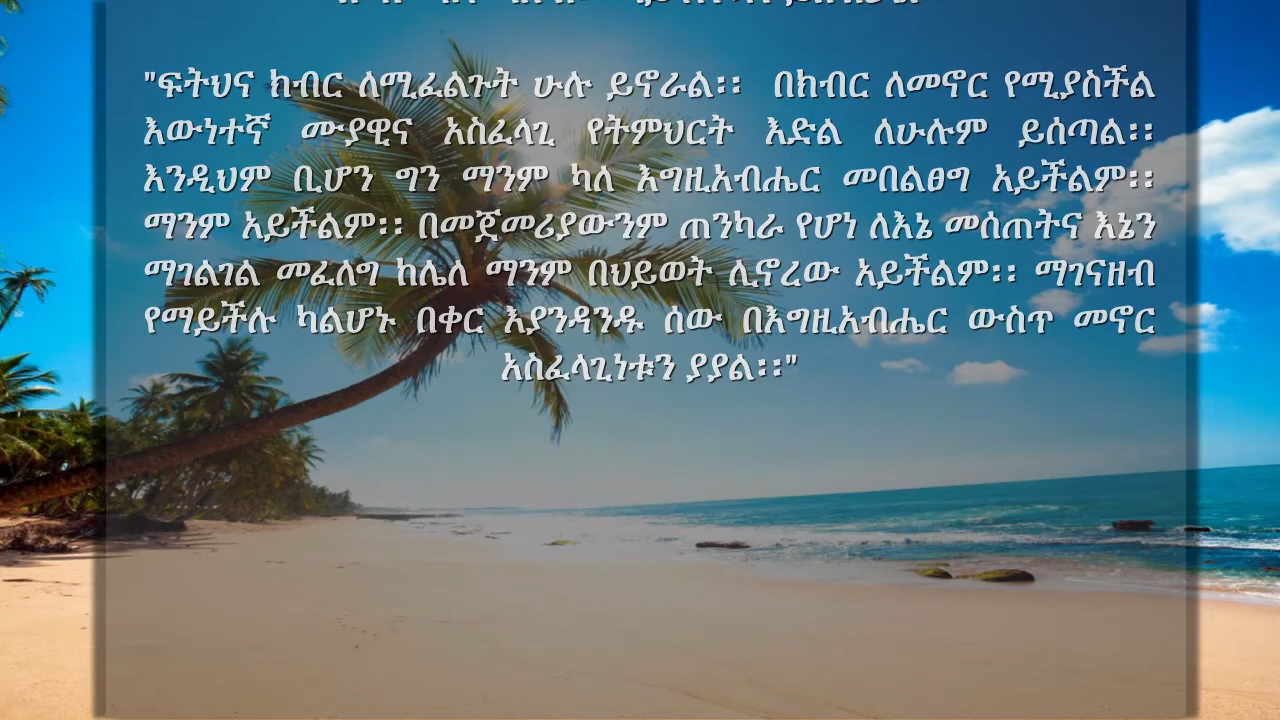 "ፍትህና ክብር ለሚፈልጉት ሁሉ ይኖራል፡፡ በክብር ለመኖር የሚያስችል
እውነተኛ ሙያዊና አስፈላጊ የትምህርት እድል ለሁሉም ይሰጣል፡፡
እንዲህም ቢሆን ግን ማንም ካለ እግዚአብሔር መበልፀግ አይችልም፡፡
ማንም አይችልም፡፡ በመጀመሪያውንም ጠንካራ የሆነ ለእኔ መሰጠትና እኔን
ማገልገል መፈለግ ከሌለ ማንም በህይወት ሊኖረው አይችልም፡፡ ማገናዘብ
የማይችሉ ካልሆኑ በቀር እያንዳንዱ ሰው በእግዚአብሔር ውስጥ መኖር
አስፈላጊነቱን ያያል፡፡"